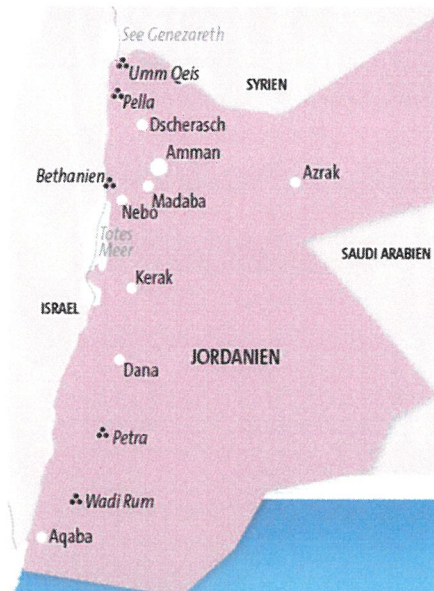 See Genezareth
Umm Qeis
SYRIEN
Pella
Dscherasch
Amman
Bethanien
Azrak
Madaba
Nebo
Totes
Meer
SAUDI ARABIEN
Kerak
ISRAEL
JORDANIEN
Dana
Petra
Wadi Rum
Aqaba